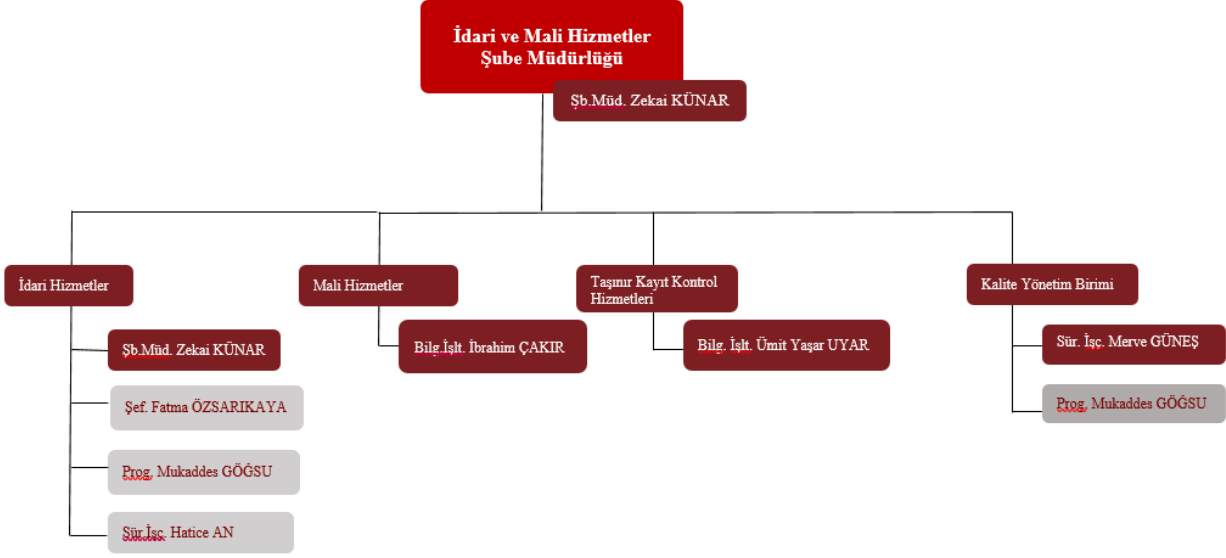 İdari ve Mali Hizmetler
Şube Müdürlüğü
Şb.Müd. Zekai KÜNAR
İdari Hizmetler
Şb.Müd. Zekai KÜNAR
Şef. Fatma ÖZSARIKAYA
Prog. Mukaddes GÖĞSU
Sür.İşç. Hatice AN
Mali Hizmetler
Bilg.İşlt. İbrahim ÇAKIR
Taşınır Kayıt Kontrol
Hizmetleri
Bilg. İşlt. Ümit Yaşar UYAR
Kalite Yönetim Birimi
Sür. İşç. Merve GÜNEŞ
Prog. Mukaddes GÖĞSU